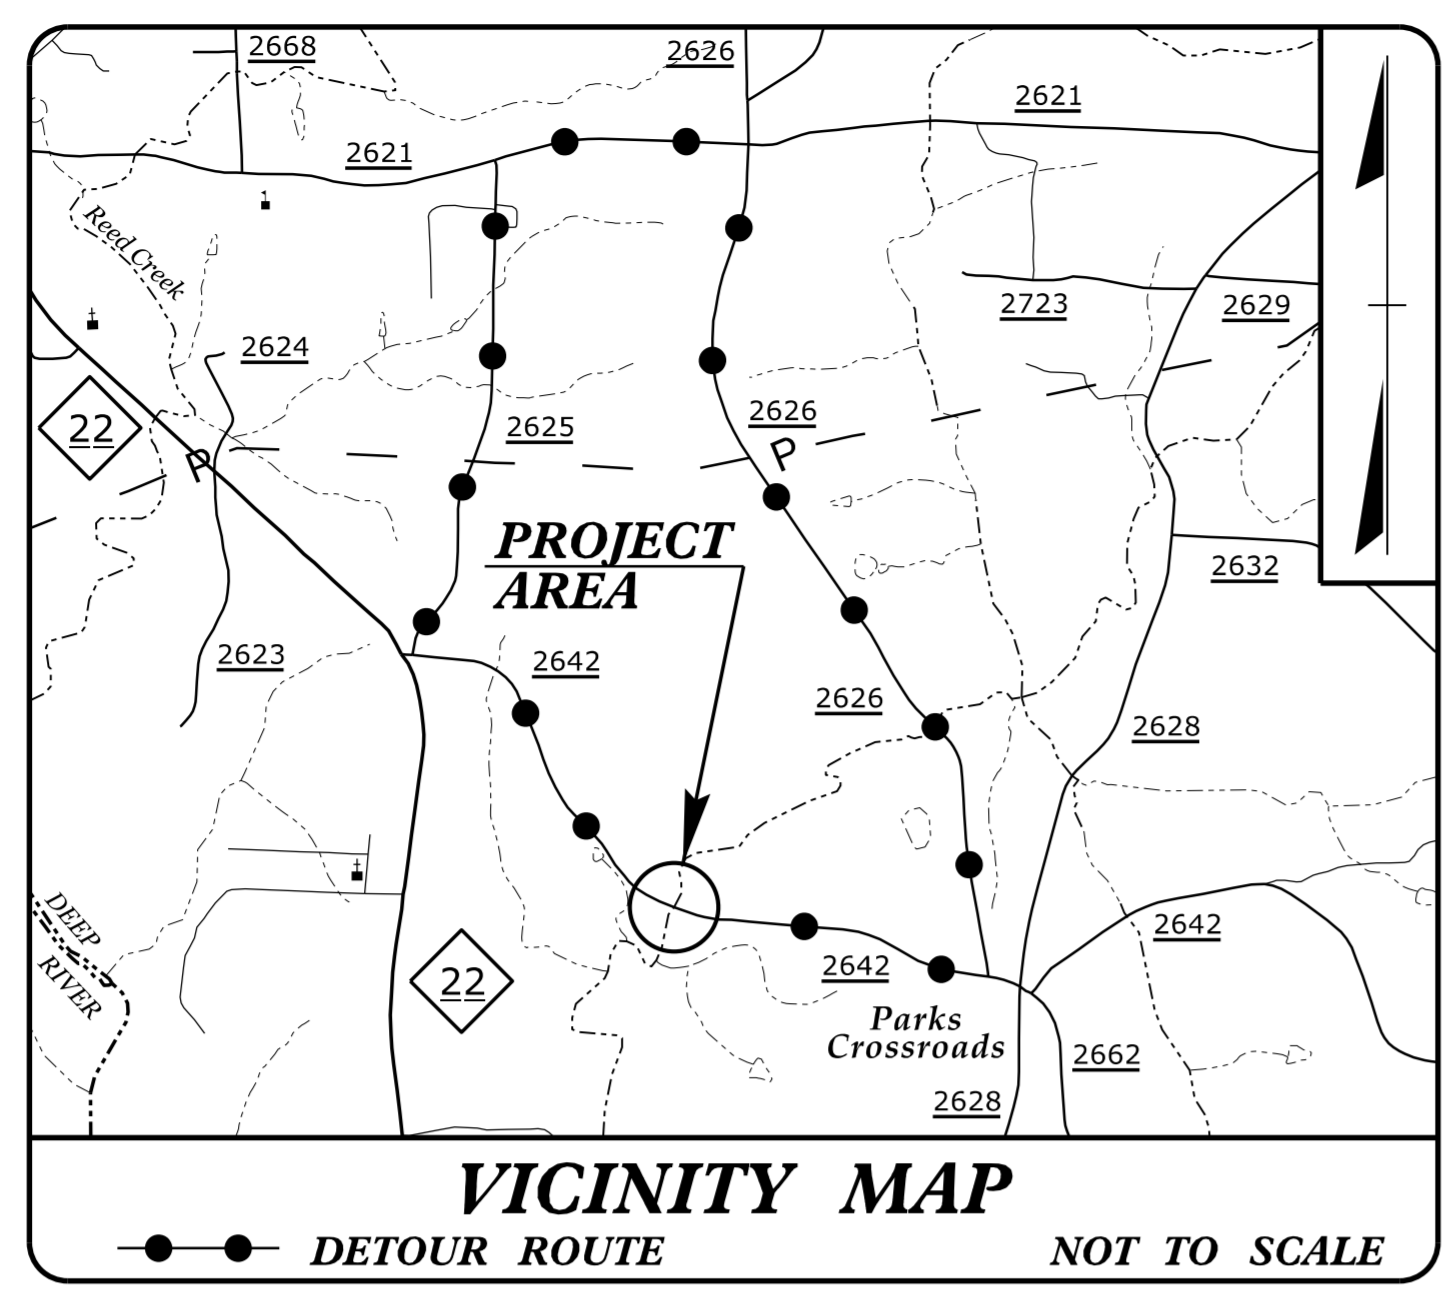 2668
2626
2621
2621
Reed Creek
2723
2629
2624
22
2625
2626
P
P
PROJECT
AREA
2632
2623
2642
2626
2628
DEEP
RIVER
22
2642
2642
Parks
Crossroads
2662
2628
VICINITY MAP
DETOUR ROUTE
NOT TO SCALE